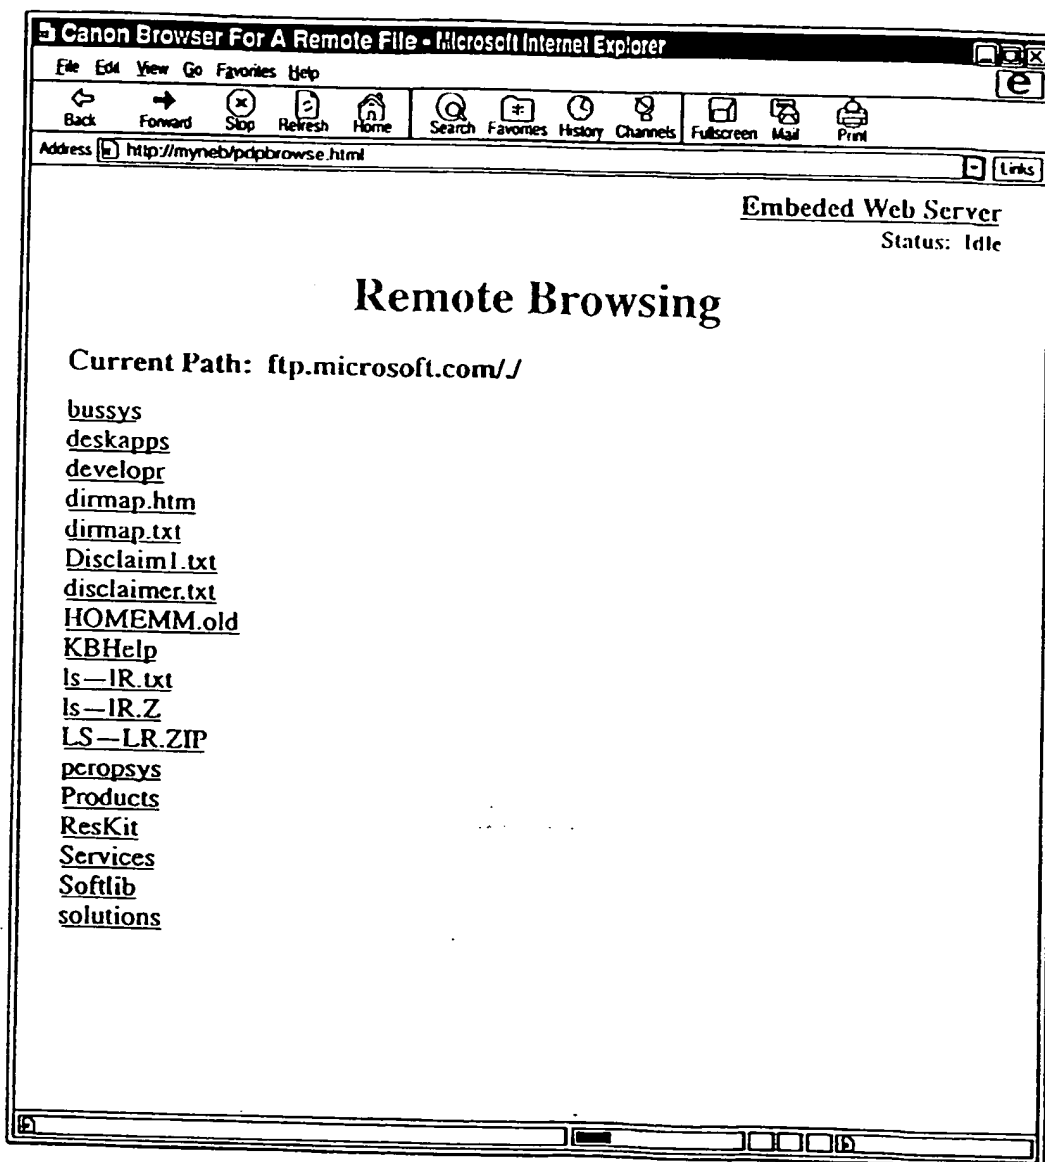 Canon Browser For A Remote File - Microsoft Internet Explorer
File Edit View Go Favorites Help
Back Forward Stop Refresh Home Search Favorites History Channels Fullscreen Mail Print
Address http://myneb/pdpbrowse.html Links
Embeded Web Server
Status: Idle
Remote Browsing
Current Path: ftp.microsoft.com/./
bussys
deskapps
developr
dirmap.htm
dirmap.txt
Disclaim1.txt
disclaimer.txt
HOMEMM.old
KBHelp
ls—lR.txt
ls—lR.Z
LS—LR.ZIP
peropsys
Products
ResKit
Services
Softlib
solutions